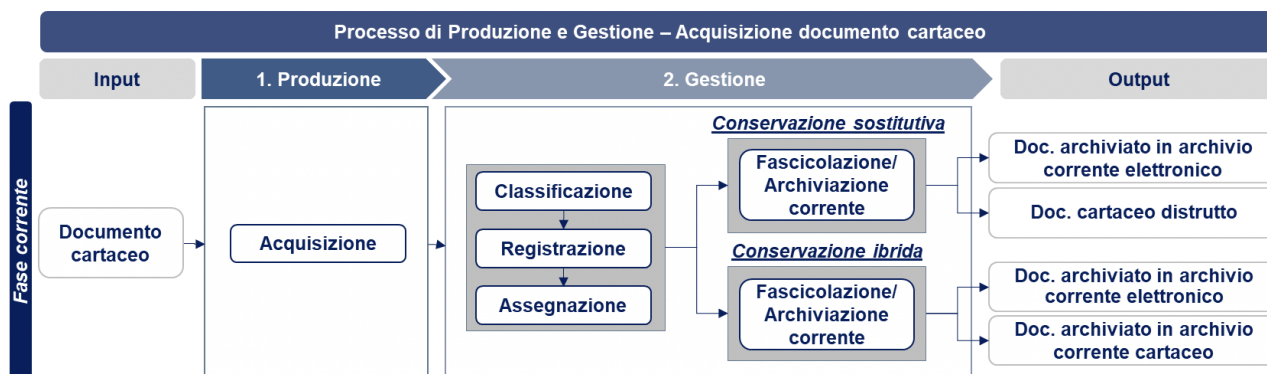 Processo di Produzione e Gestione – Acquisizione documento cartaceo
Input
1. Produzione
2. Gestione
Output
Fase corrente
Documento
cartaceo
Acquisizione
Classificazione
Registrazione
Assegnazione
Conservazione sostitutiva
Fascicolazione/
Archiviazione
corrente
Conservazione ibrida
Fascicolazione/
Archiviazione
corrente
Doc. archiviato in archivio
corrente elettronico
Doc. cartaceo distrutto
Doc. archiviato in archivio
corrente elettronico
Doc. archiviato in archivio
corrente cartaceo